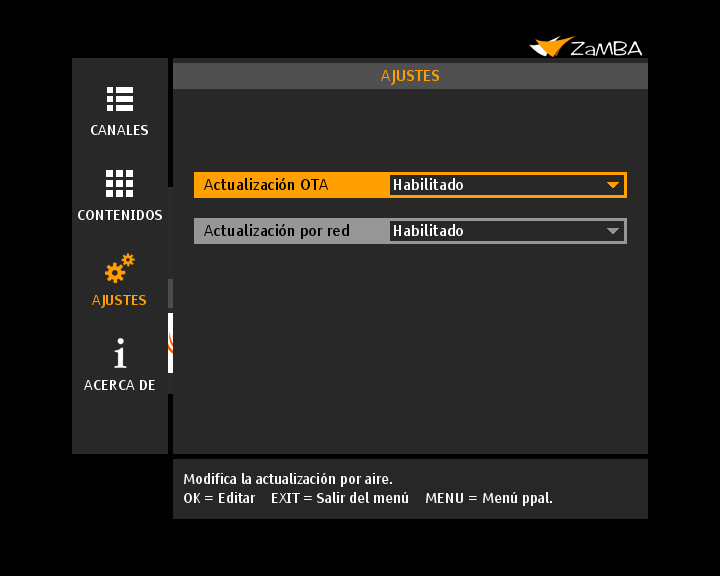 ZaMBA
AJUSTES
CANALES
CONTENIDOS
AJUSTES
ACERCA DE
Actualización OTA Habilitado
Actualización por red Habilitado
Modifica la actualización por aire.
OK = Editar EXIT = Salir del menú MENU = Menú ppal.